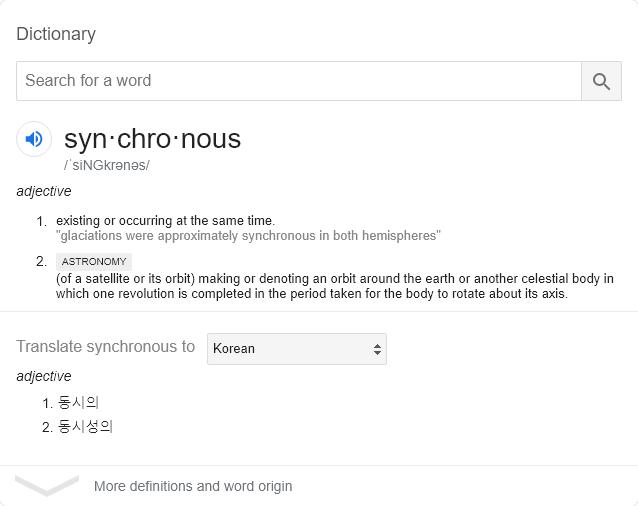 Dictionary
Search for a word
syn·chro·nous
/ˈsiNGkrənəs/
adjective
1. existing or occurring at the same time.
"glaciations were approximately synchronous in both hemispheres"
2. ASTRONOMY
(of a satellite or its orbit) making or denoting an orbit around the earth or another celestial body in
which one revolution is completed in the period taken for the body to rotate about its axis.
Translate synchronous to Korean
adjective
1. 동시의
2. 동시성의
More definitions and word origin